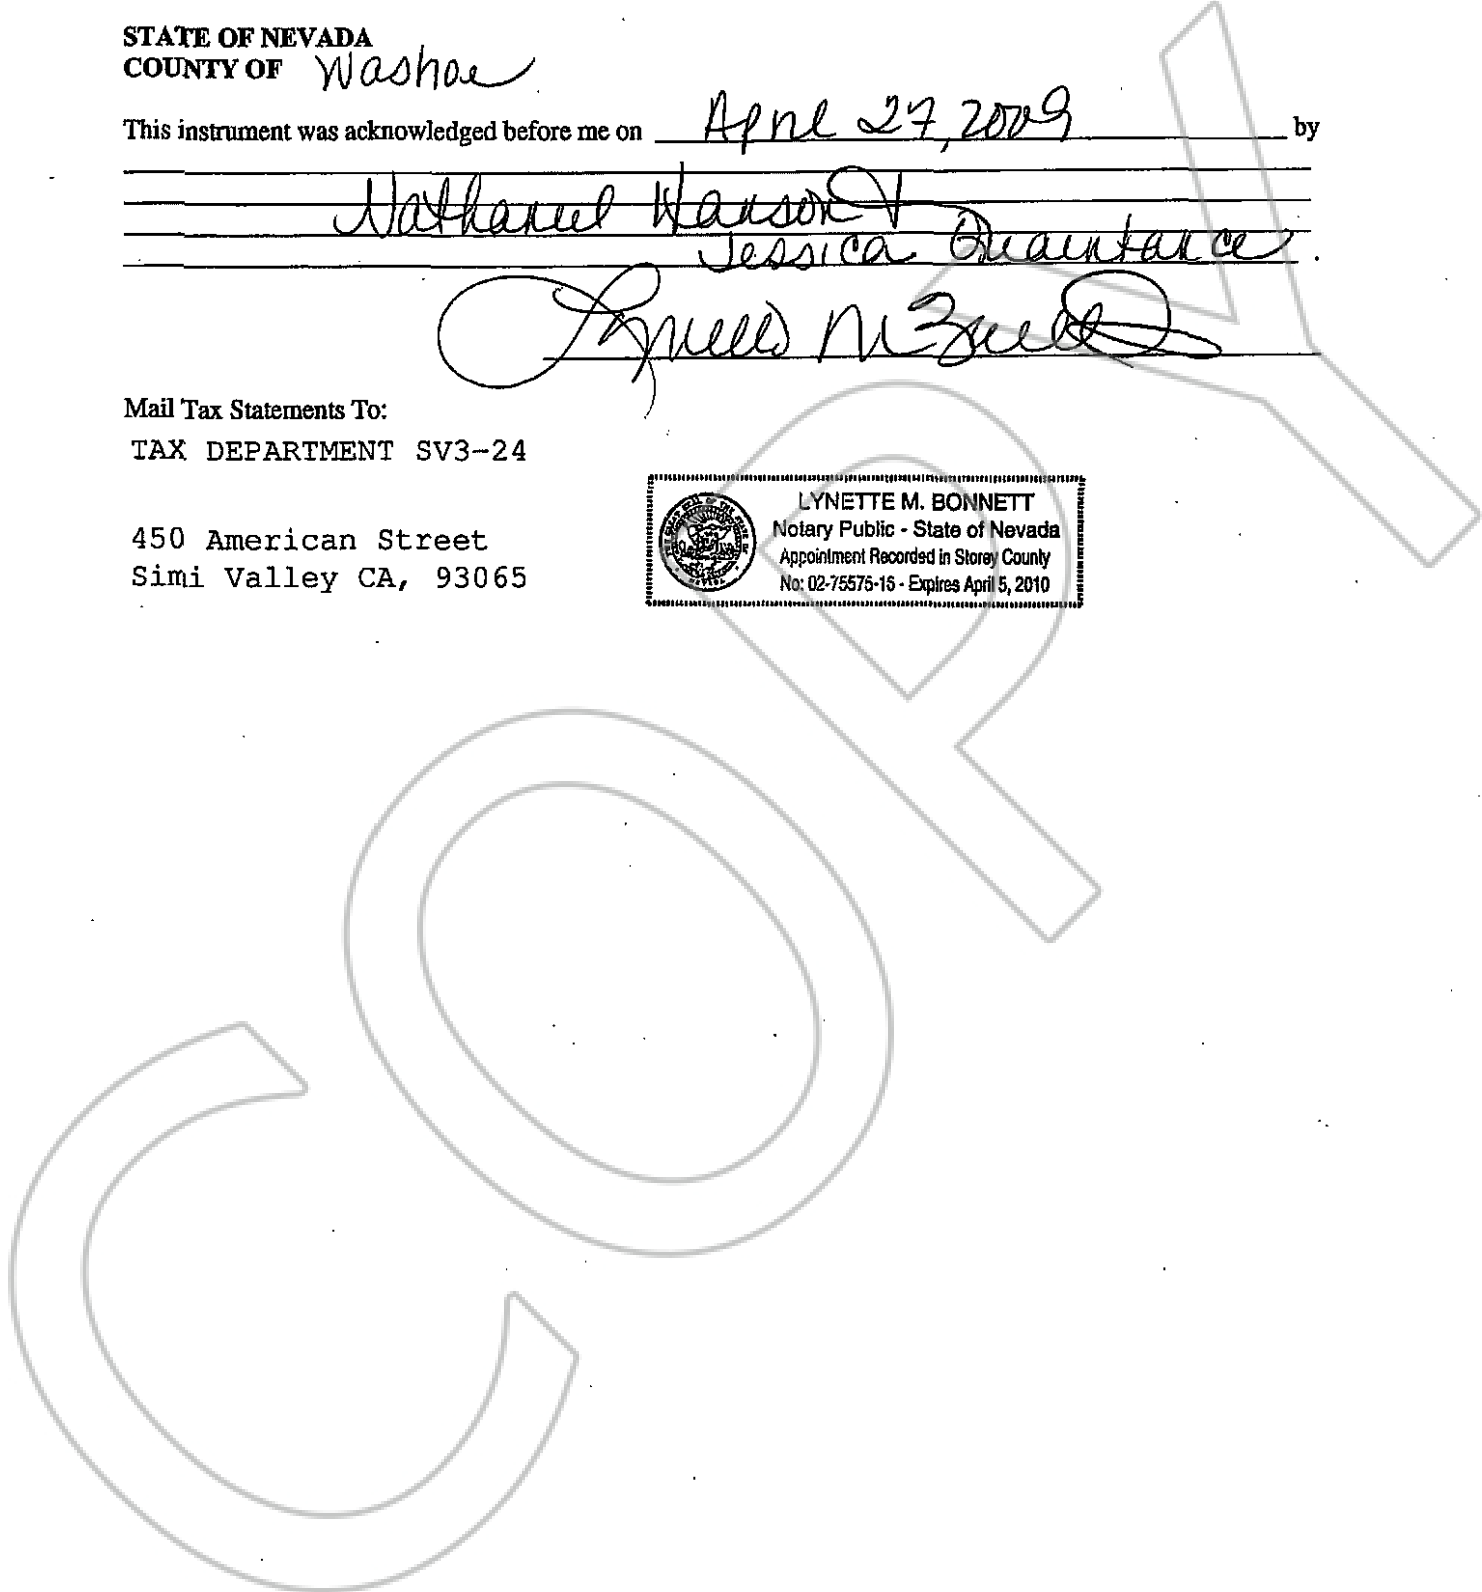 STATE OF NEVADA
COUNTY OF Washoe
This instrument was acknowledged before me on April 27, 2009 by
Nathaniel Hanson &
Jessica Quaintance .
Mail Tax Statements To:
TAX DEPARTMENT SV3-24
LYNETTE M. BONNETT
Notary Public - State of Nevada
Appointment Recorded in Storey County
No: 02-75575-16 - Expires April 5, 2010
450 American Street
Simi Valley CA, 93065
COPY